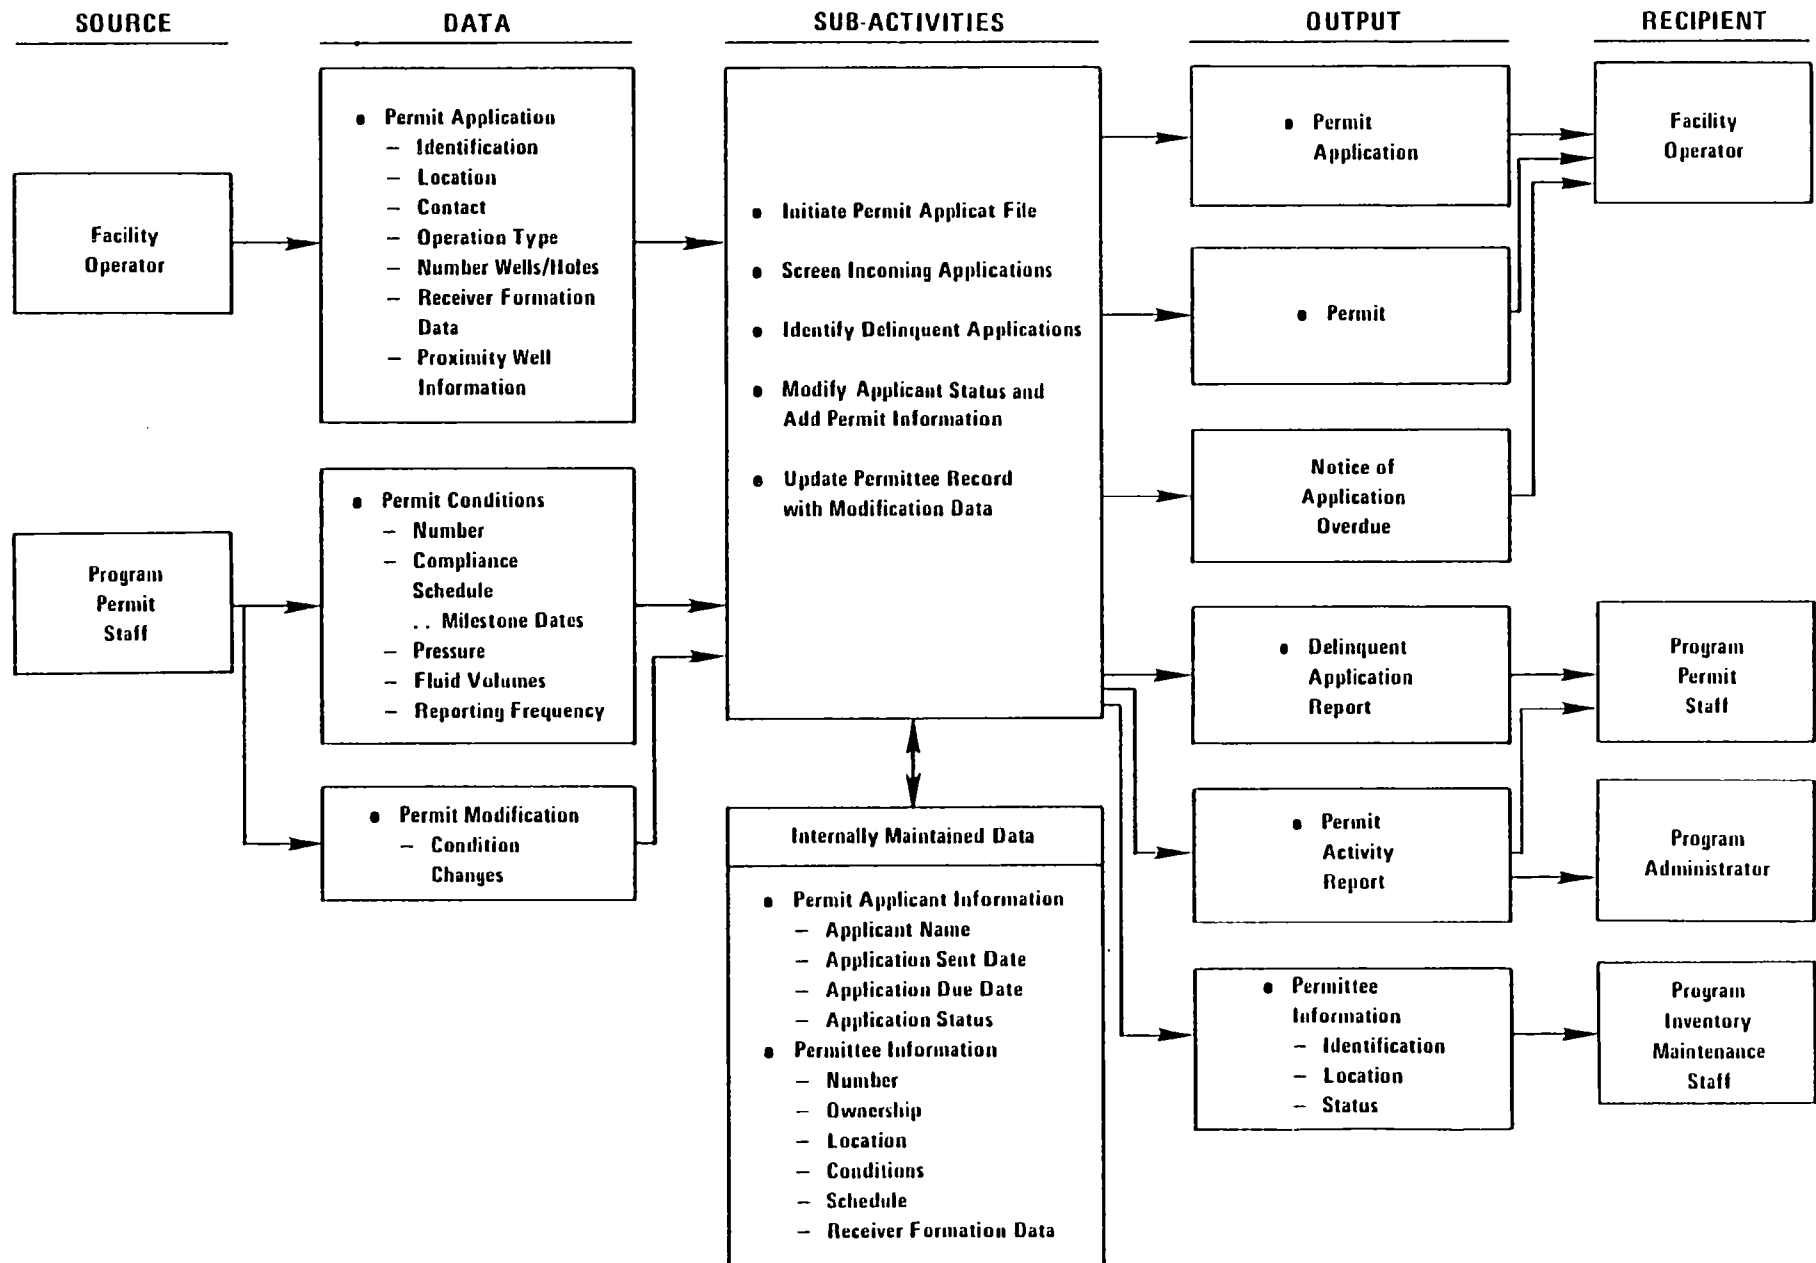 SOURCE
DATA
SUB-ACTIVITIES
OUTPUT
RECIPIENT
Facility
Operator
• Permit Application
– Identification
– Location
– Contact
– Operation Type
– Number Wells/Holes
– Receiver Formation
Data
– Proximity Well
Information
Program
Permit
Staff
• Permit Conditions
– Number
– Compliance
Schedule
.. Milestone Dates
– Pressure
– Fluid Volumes
– Reporting Frequency
• Permit Modification
– Condition
Changes
• Initiate Permit Applicat File
• Screen Incoming Applications
• Identify Delinquent Applications
• Modify Applicant Status and
Add Permit Information
• Update Permittee Record
with Modification Data
Internally Maintained Data
• Permit Applicant Information
– Applicant Name
– Application Sent Date
– Application Due Date
– Application Status
• Permittee Information
– Number
– Ownership
– Location
– Conditions
– Schedule
– Receiver Formation Data
• Permit
Application
• Permit
Notice of
Application
Overdue
• Delinquent
Application
Report
• Permit
Activity
Report
• Permittee
Information
– Identification
– Location
– Status
Facility
Operator
Program
Permit
Staff
Program
Administrator
Program
Inventory
Maintenance
Staff